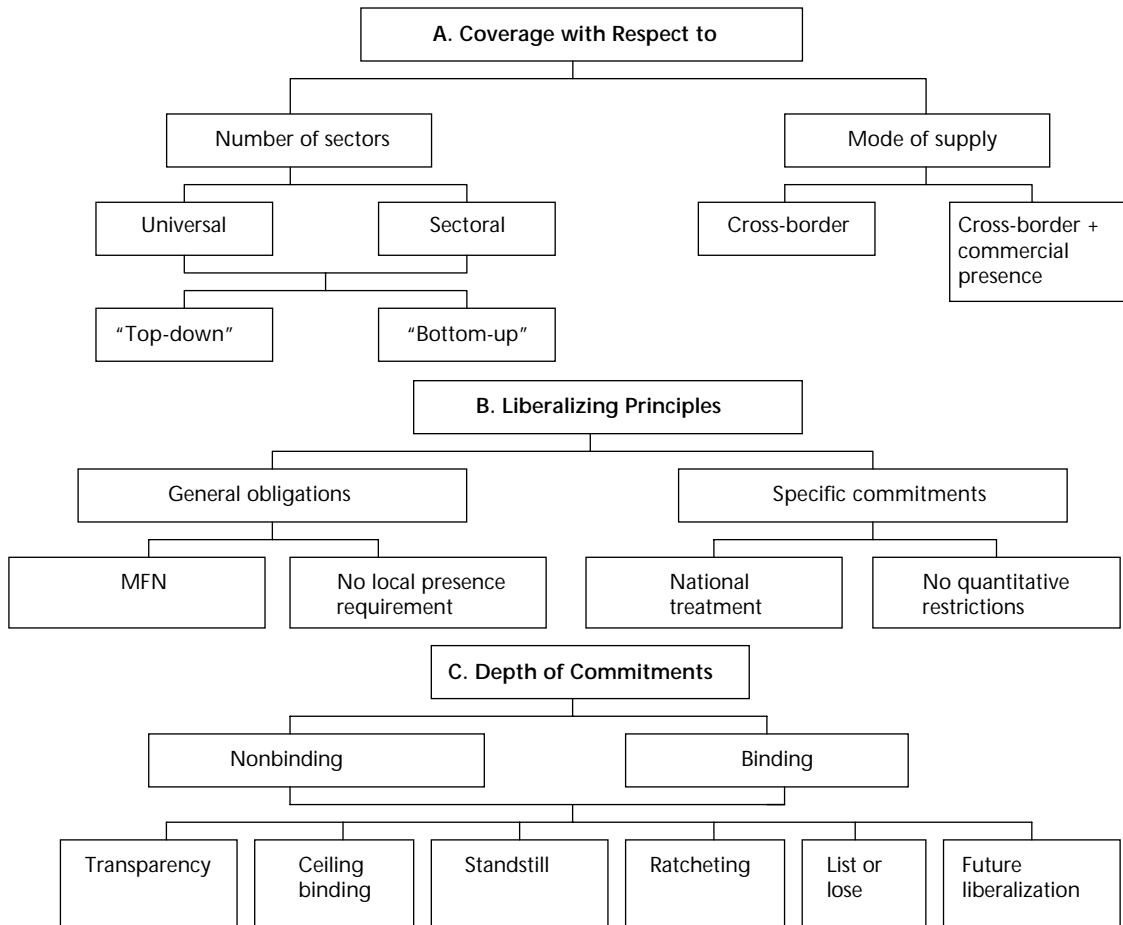 A. Coverage with Respect to
Number of sectors
Mode of supply
Universal
Sectoral
Cross-border
Cross-border +
commercial
presence
“Top-down”
“Bottom-up”
B. Liberalizing Principles
General obligations
Specific commitments
MFN
No local presence
requirement
National
treatment
No quantitative
restrictions
C. Depth of Commitments
Nonbinding
Binding
Transparency
Ceiling
binding
Standstill
Ratcheting
List or
lose
Future
liberalization